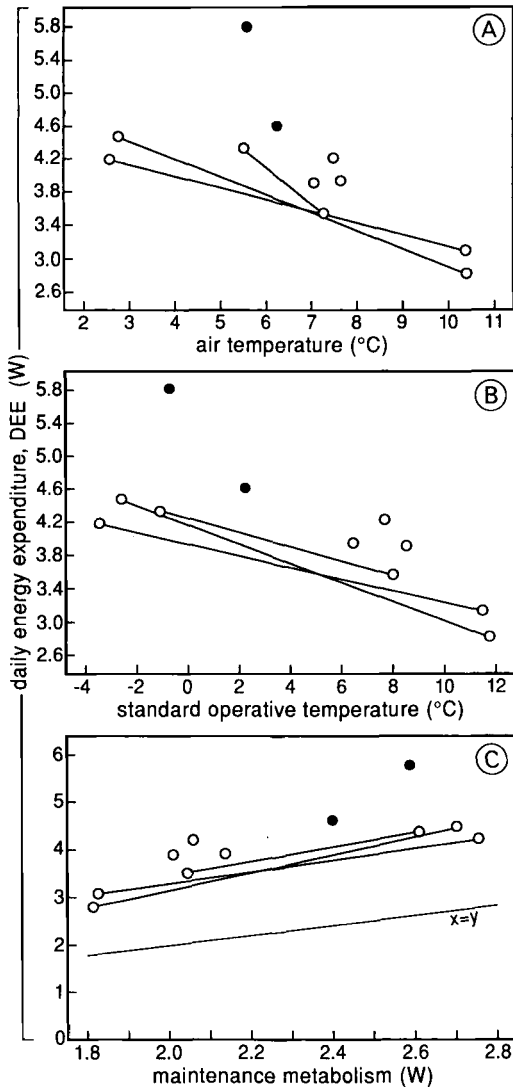 A
5.8
5.4
5.0
4.6
4.2
3.8
3.4
3.0
2.6
2 3 4 5 6 7 8 9 10 11
air temperature (°C)
B
5.8
5.4
5.0
4.6
4.2
3.8
3.4
3.0
2.6
-4 -2 0 2 4 6 8 10 12
standard operative temperature (°C)
daily energy expenditure, DEE (W)
C
6
5
4
3
2
1
0
x=y
1.8 2.0 2.2 2.4 2.6 2.8
maintenance metabolism (W)